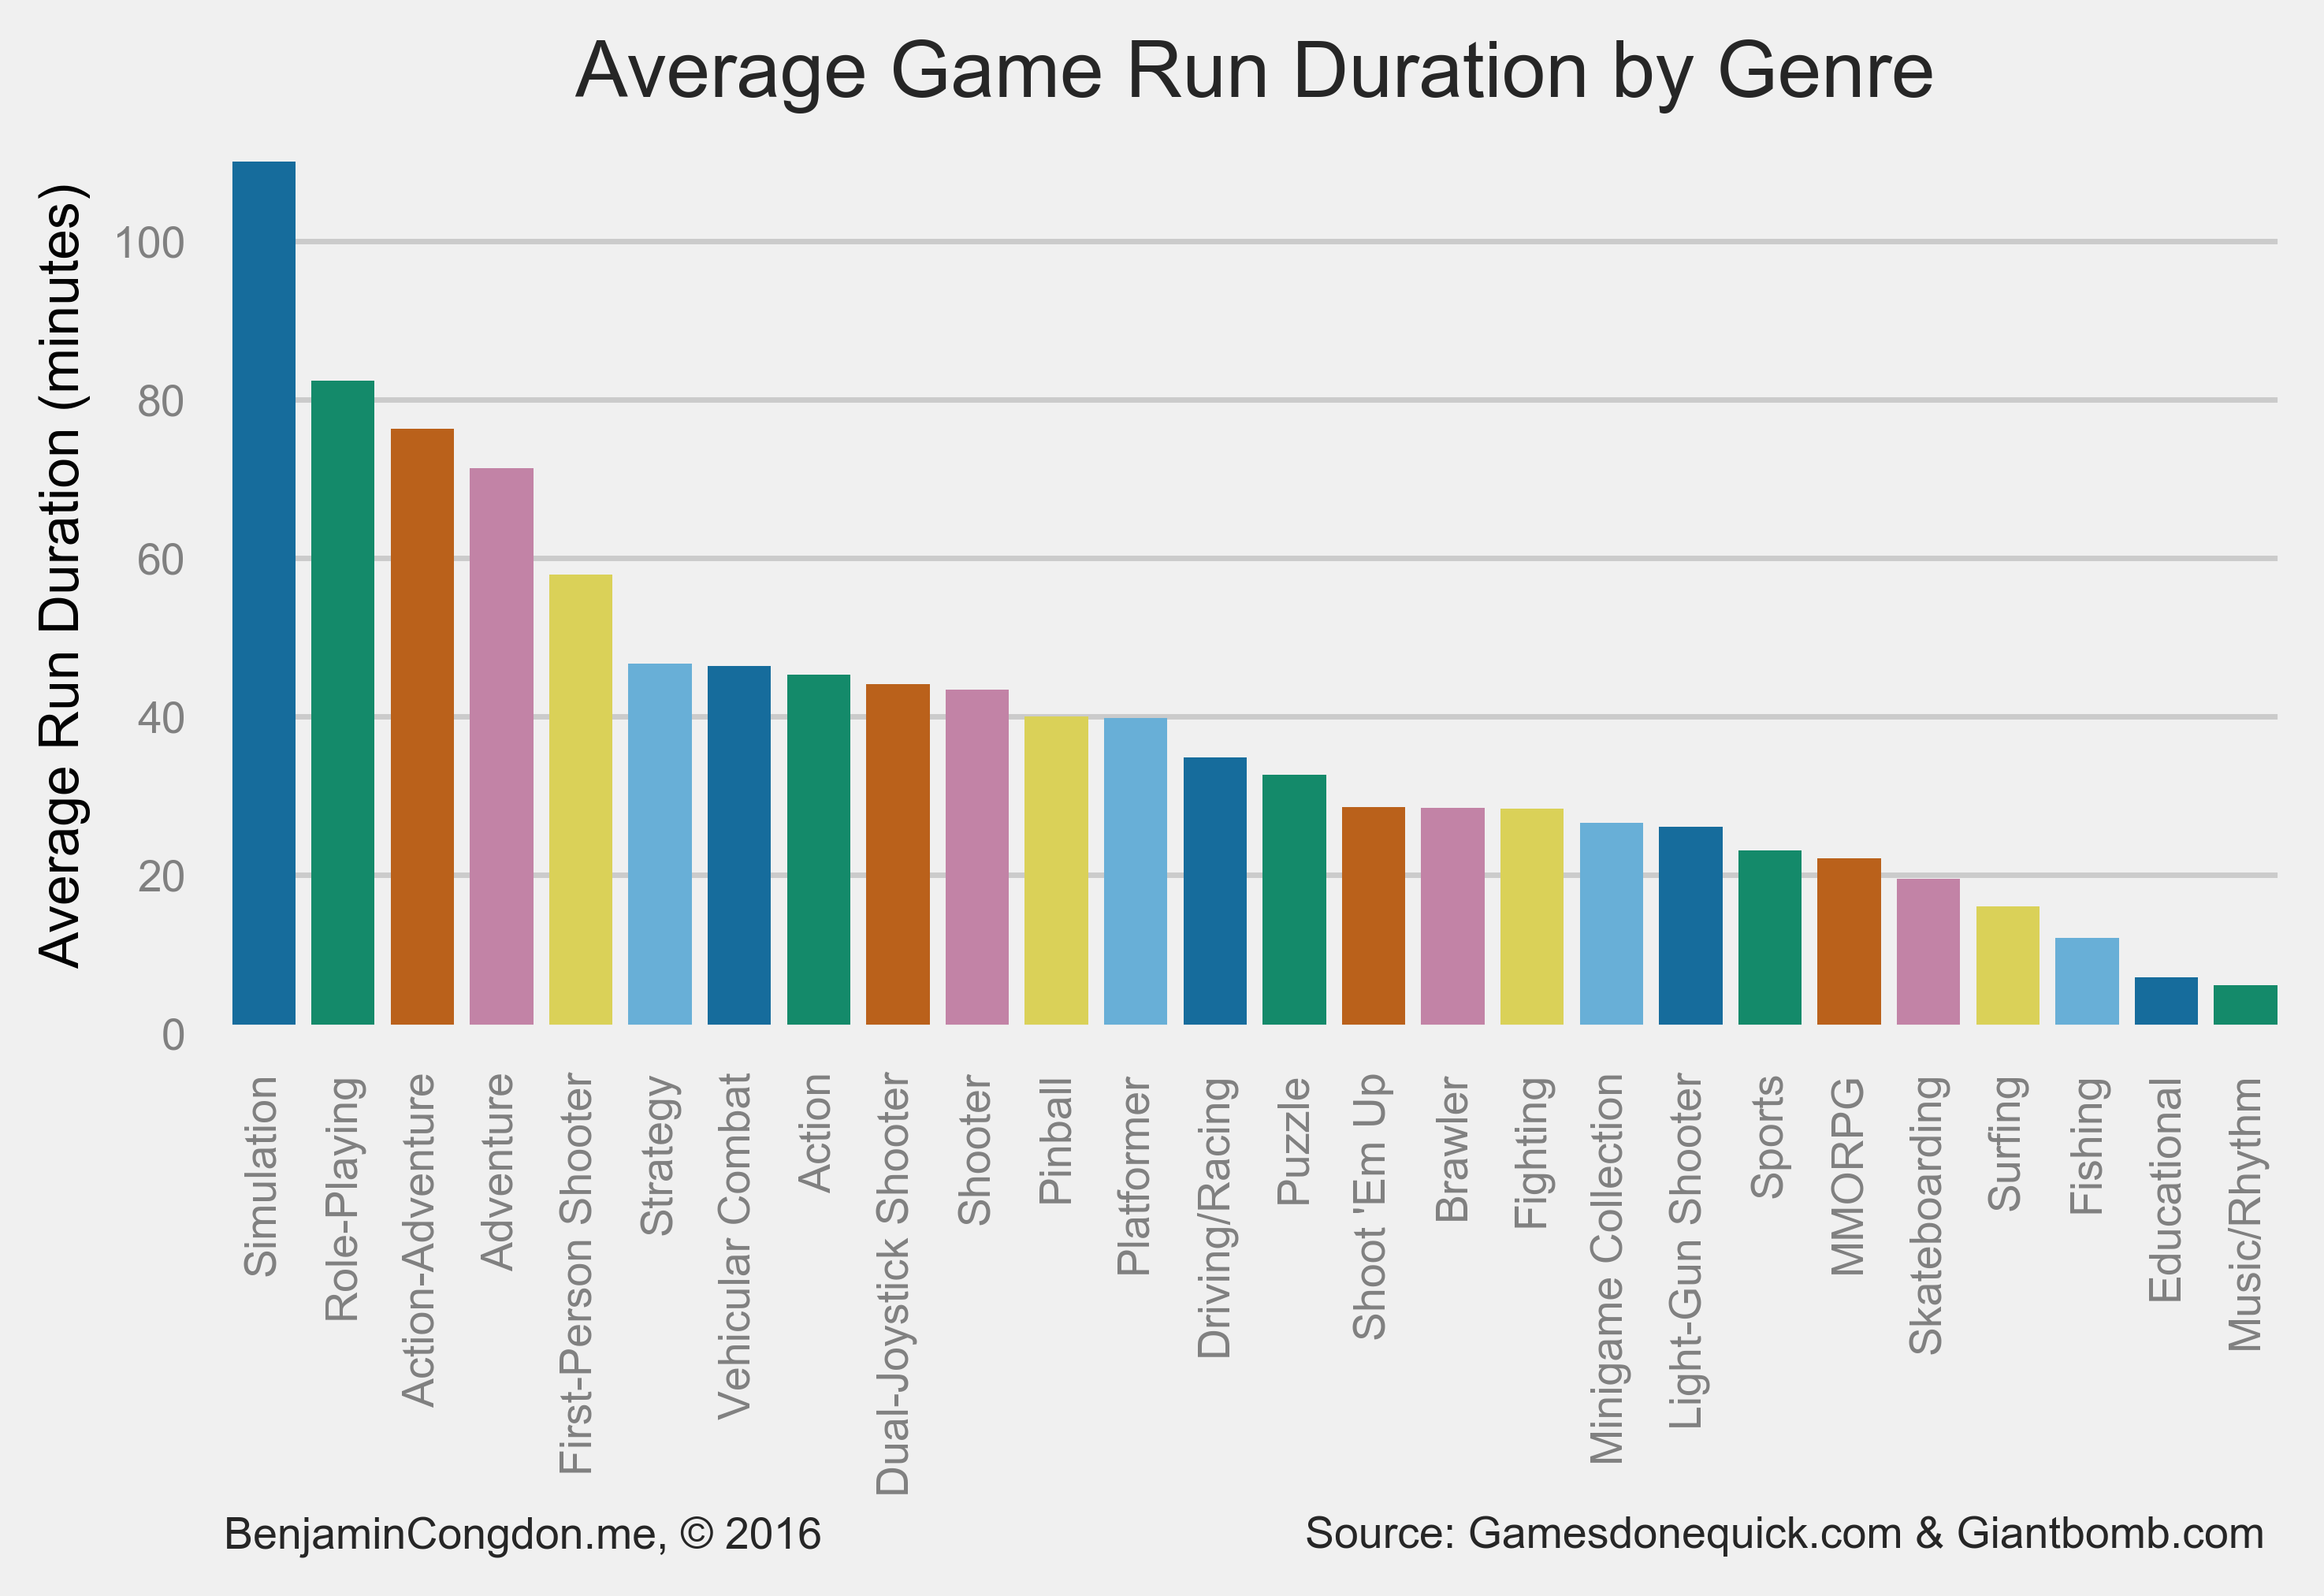 Average Game Run Duration by Genre
Average Run Duration (minutes)
100
80
60
40
20
0
Simulation
Role-Playing
Action-Adventure
Adventure
First-Person Shooter
Strategy
Vehicular Combat
Action
Dual-Joystick Shooter
Shooter
Pinball
Platformer
Driving/Racing
Puzzle
Shoot 'Em Up
Brawler
Fighting
Minigame Collection
Light-Gun Shooter
Sports
MMORPG
Skateboarding
Surfing
Fishing
Educational
Music/Rhythm
BenjaminCongdon.me, © 2016
Source: Gamesdonequick.com & Giantbomb.com